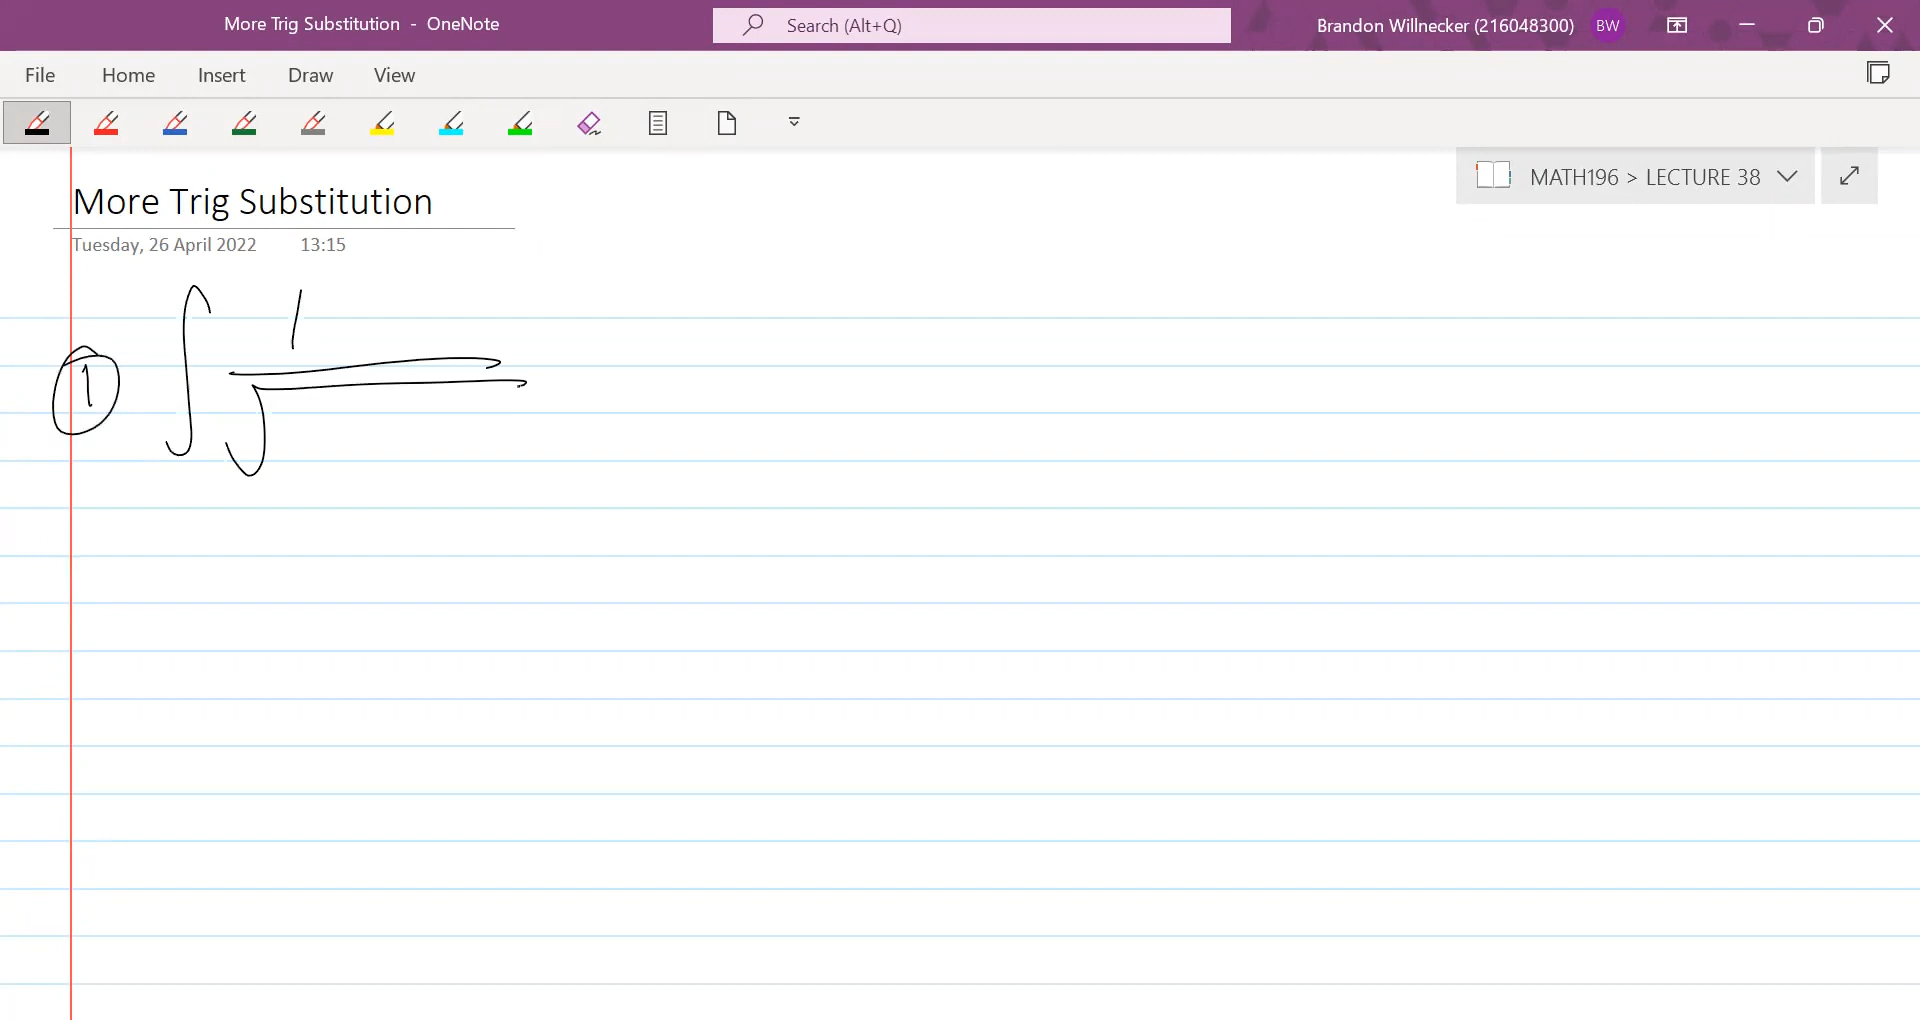 More Trig Substitution - OneNote
Search (Alt+Q)
Brandon Willnecker (216048300)
BW
File Home Insert Draw View
MATH196 > LECTURE 38
More Trig Substitution
Tuesday, 26 April 2022 13:15
① ∫ 1/√